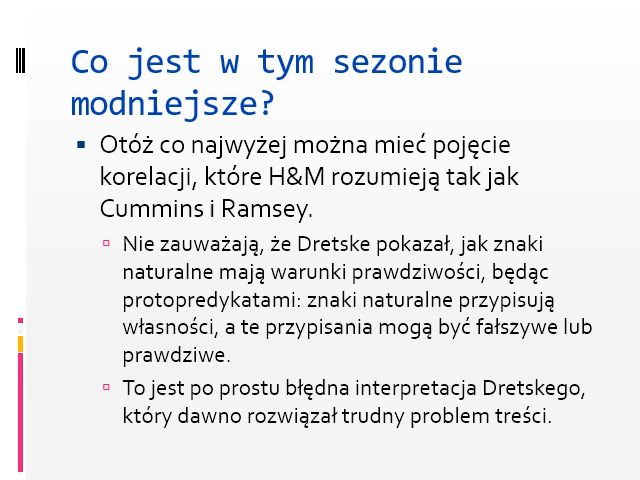 Co jest w tym sezonie
modniejsze?
Otóż co najwyżej można mieć pojęcie
korelacji, które H&M rozumieją tak jak
Cummins i Ramsey.
Nie zauważają, że Dretske pokazał, jak znaki
naturalne mają warunki prawdziwości, będąc
protopredykatami: znaki naturalne przypisują
własności, a te przypisania mogą być fałszywe lub
prawdziwe.
To jest po prostu błędna interpretacja Dretskego,
który dawno rozwiązał trudny problem treści.